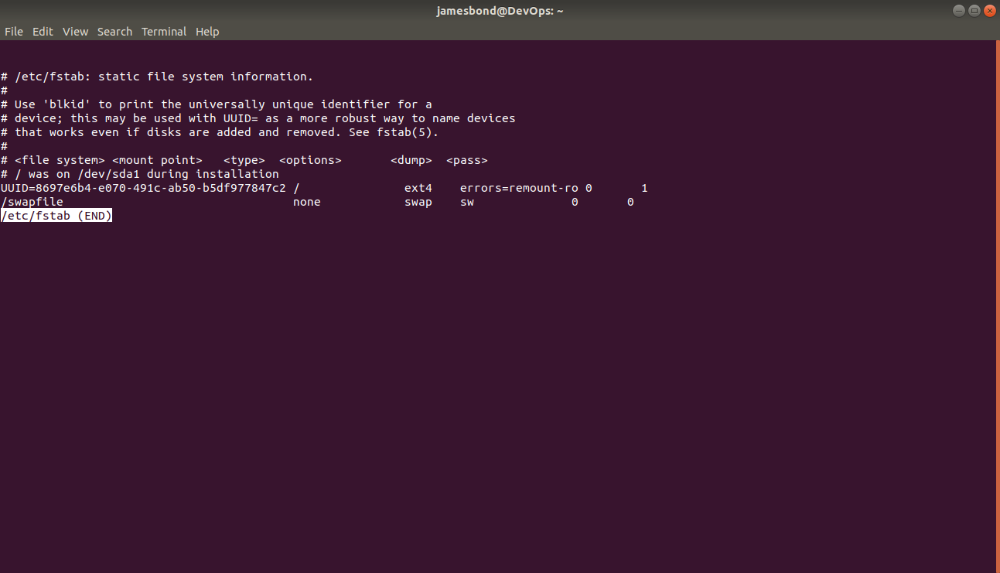 jamesbond@DevOps: ~
File Edit View Search Terminal Help
# /etc/fstab: static file system information.
#
# Use 'blkid' to print the universally unique identifier for a
# device; this may be used with UUID= as a more robust way to name devices
# that works even if disks are added and removed. See fstab(5).
#
# <file system> <mount point>   <type>  <options>       <dump>  <pass>
# / was on /dev/sda1 during installation
UUID=8697e6b4-e070-491c-ab50-b5df977847c2 /               ext4    errors=remount-ro 0       1
/swapfile                                 none            swap    sw              0       0
/etc/fstab (END)